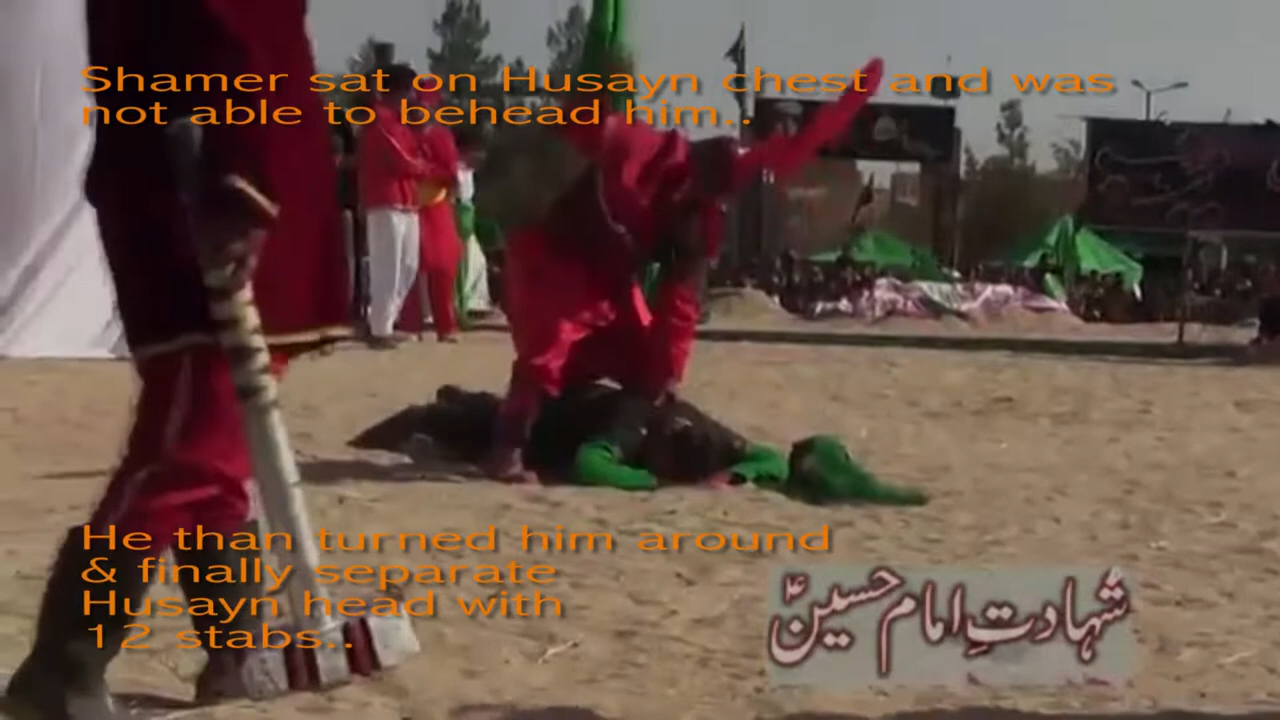 Shamer sat on Husayn chest and was
not able to behead him..
He than turned him around
& finally separate
Husayn head with
12 stabs..
شہادتِ امام حسینؑ